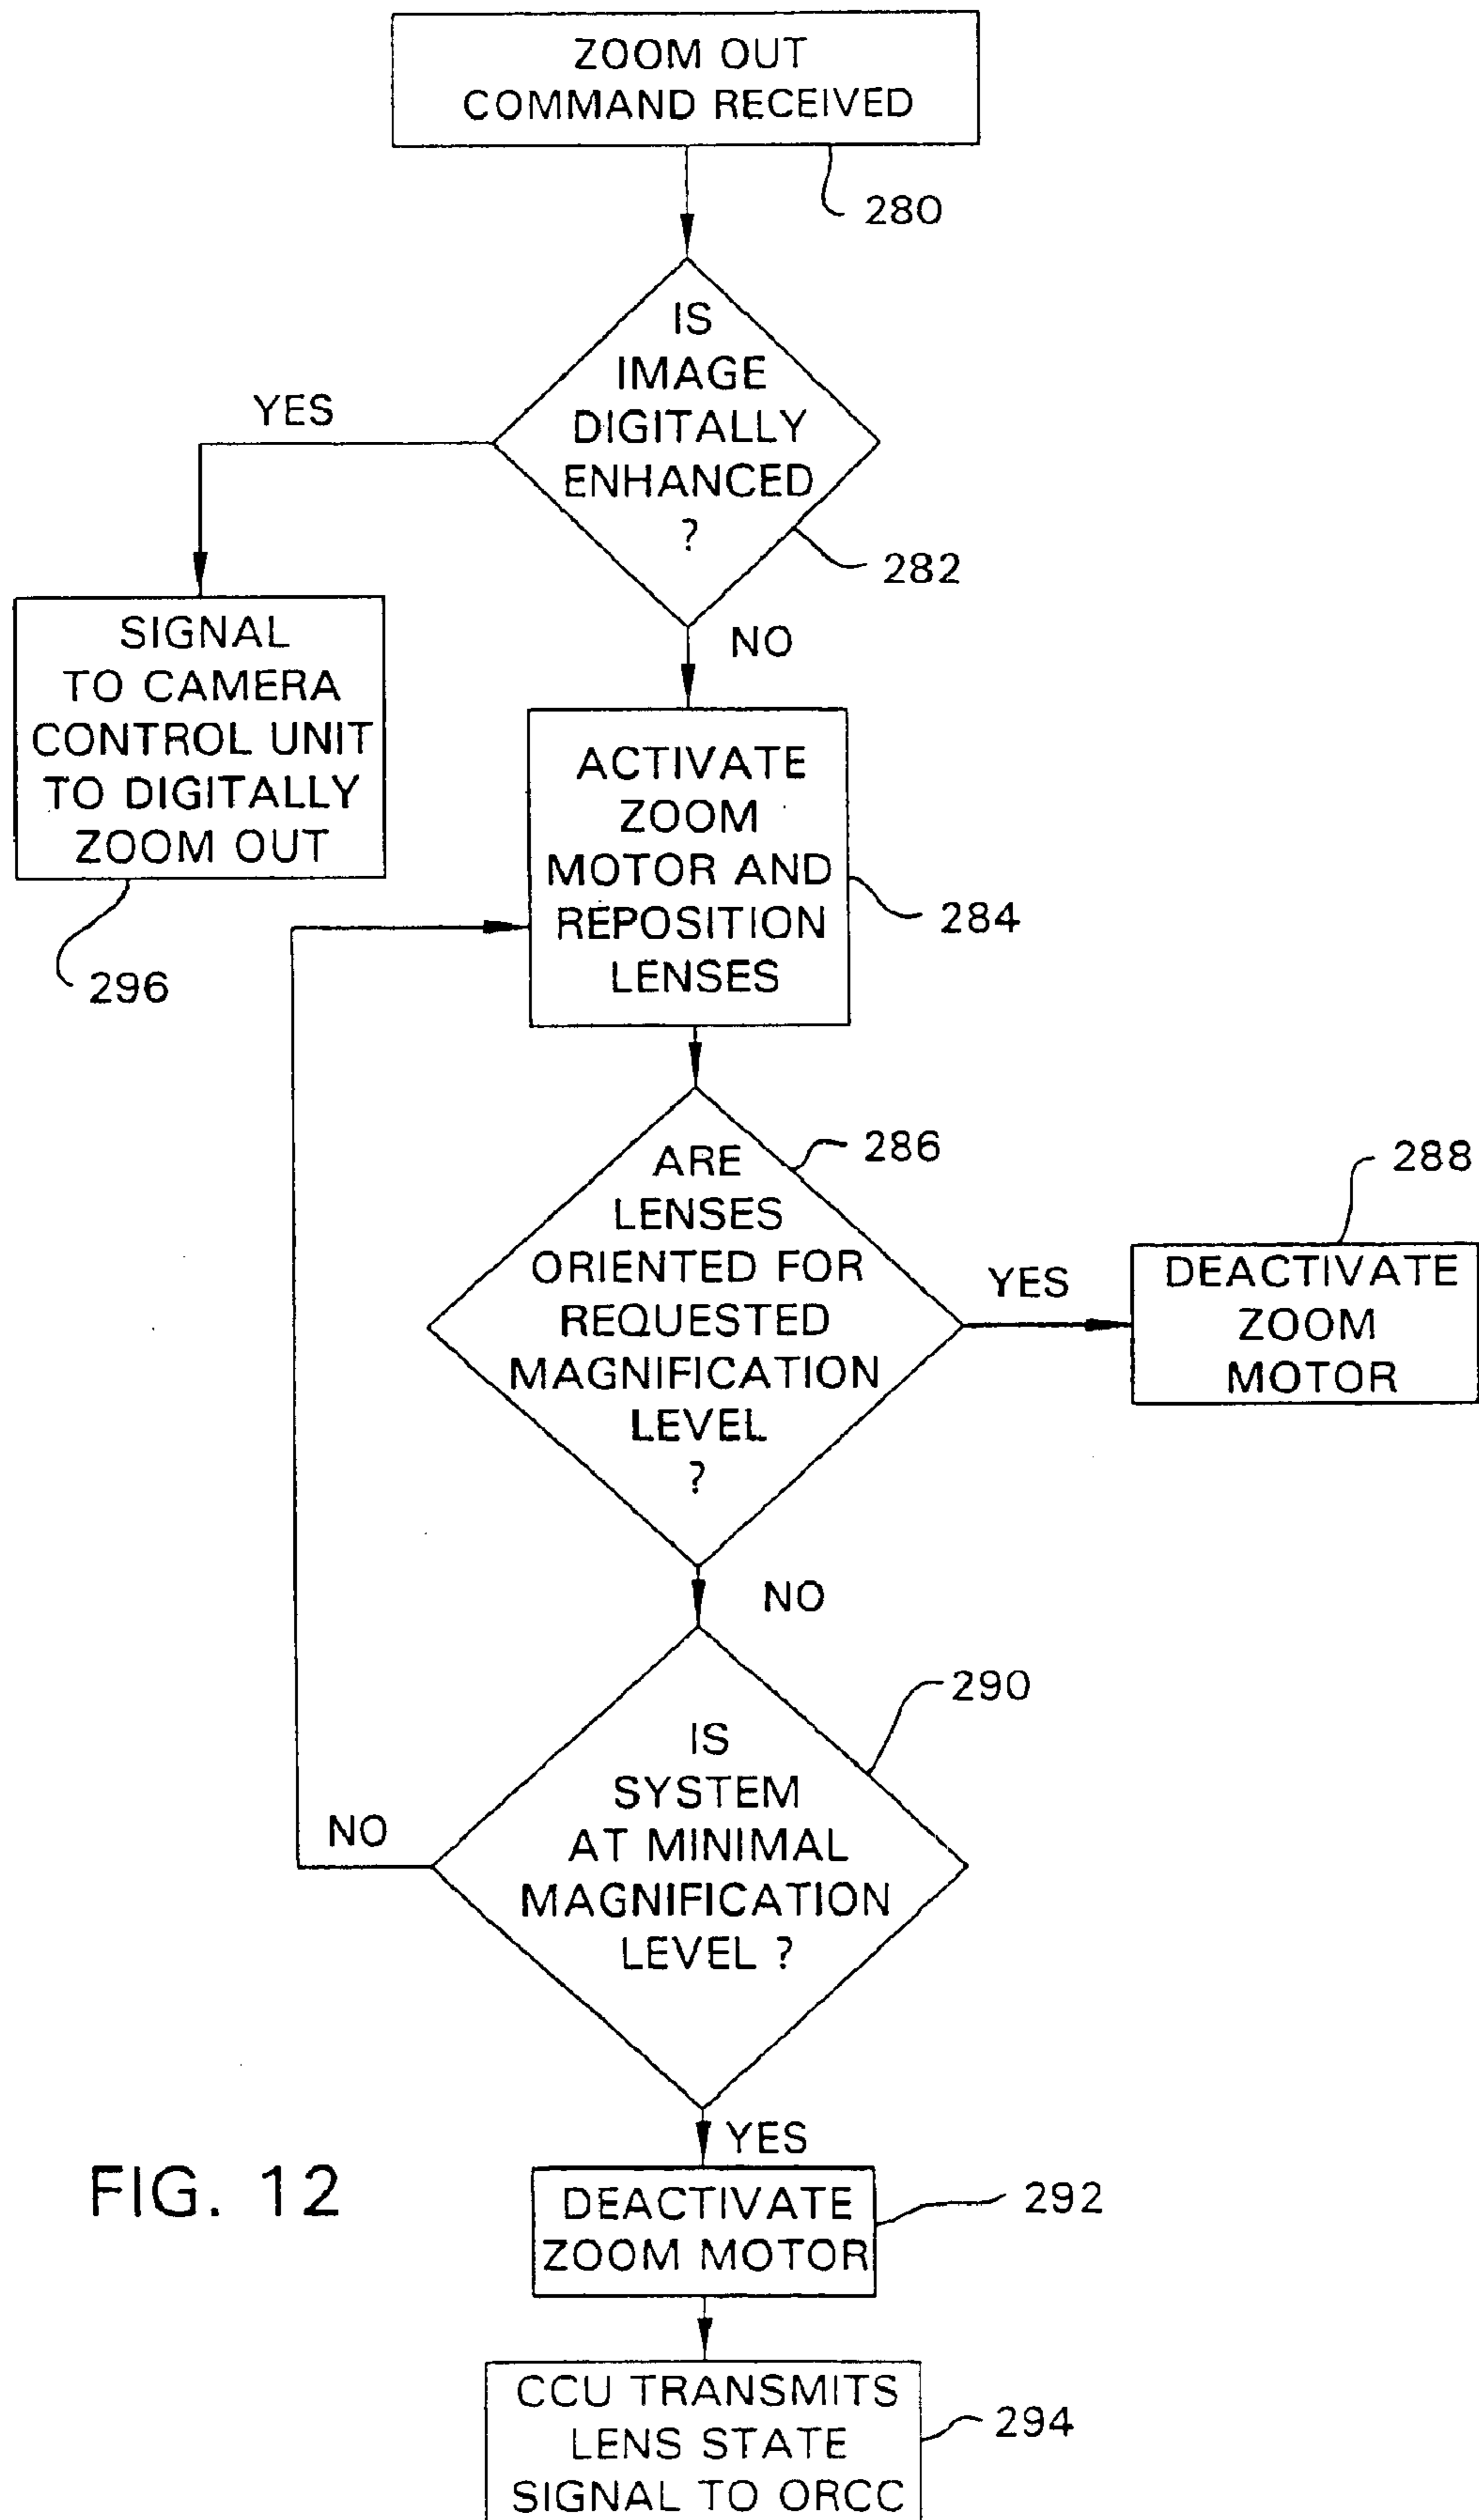 ZOOM OUT
COMMAND RECEIVED
280
IS
IMAGE
DIGITALLY
ENHANCED
?
282
YES
NO
SIGNAL
TO CAMERA
CONTROL UNIT
TO DIGITALLY
ZOOM OUT
296
ACTIVATE
ZOOM
MOTOR AND
REPOSITION
LENSES
284
ARE
LENSES
ORIENTED FOR
REQUESTED
MAGNIFICATION
LEVEL
?
286
YES
DEACTIVATE
ZOOM
MOTOR
288
NO
IS
SYSTEM
AT MINIMAL
MAGNIFICATION
LEVEL ?
290
NO
YES
DEACTIVATE
ZOOM MOTOR
292
CCU TRANSMITS
LENS STATE
SIGNAL TO ORCC
294
FIG. 12